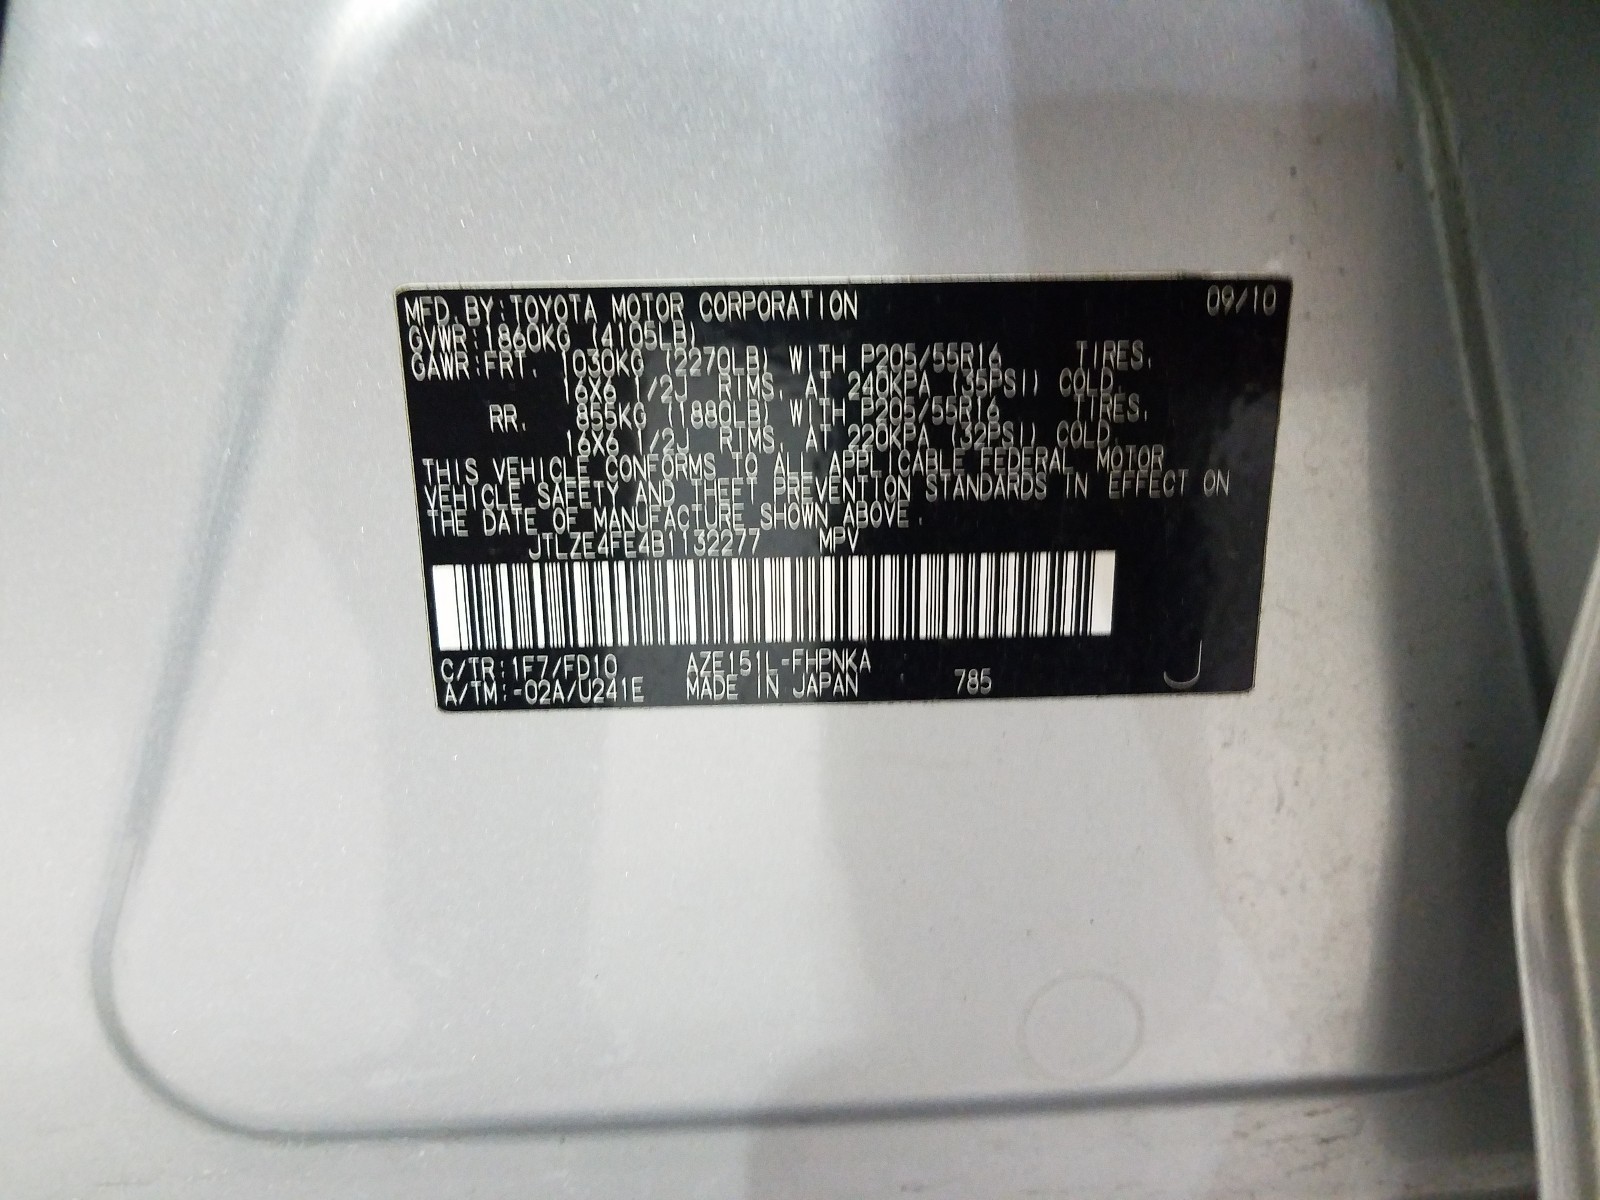 MFD.BY:TOYOTA MOTOR CORPORATION 09/10
GVWR:1860KG (4105LB)
GAWR:FRT. 1030KG (2270LB) WITH P205/55R16 TIRES,
16X6 1/2J RIMS, AT 240KPA (35PSI) COLD.
RR. 855KG (1880LB) WITH P205/55R16 TIRES,
16X6 1/2J RIMS, AT 220KPA (32PSI) COLD.
THIS VEHICLE CONFORMS TO ALL APPLICABLE FEDERAL MOTOR
VEHICLE SAFETY AND THEFT PREVENTION STANDARDS IN EFFECT ON
THE DATE OF MANUFACTURE SHOWN ABOVE.
JTLZE4FE4B1132277 MPV
C/TR:1F7/FD10 AZE151L-FHPNKA
A/TM:-02A/U241E MADE IN JAPAN 785 J